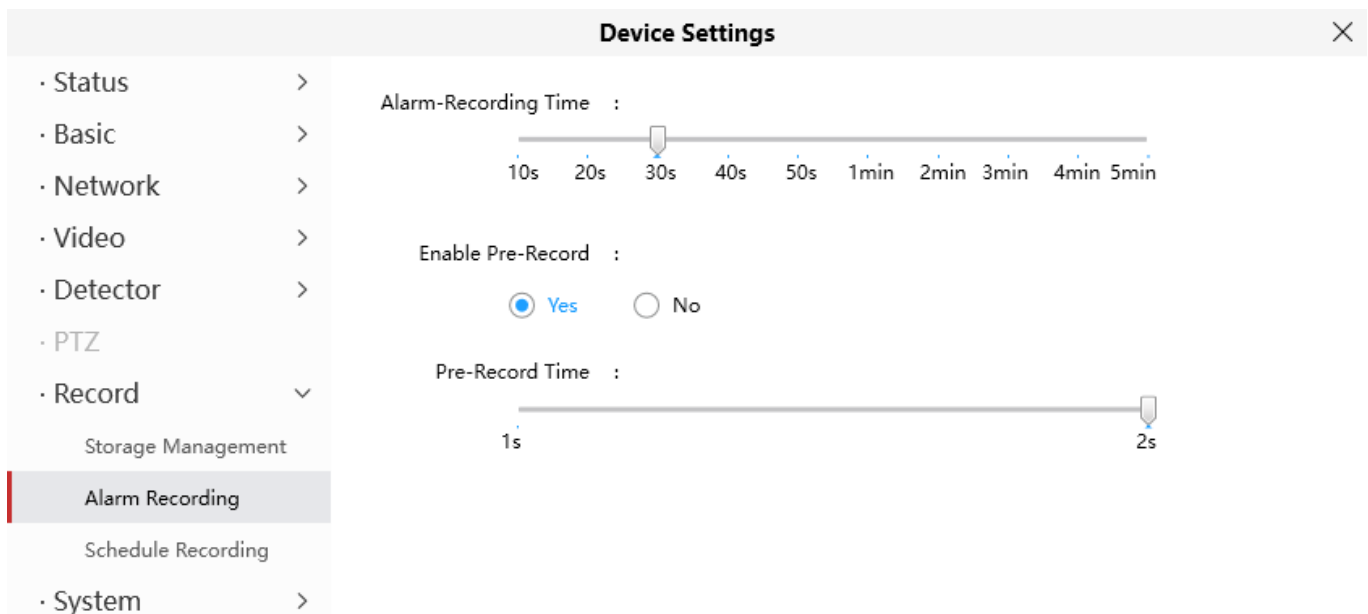 Device Settings
· Status
· Basic
· Network
· Video
· Detector
· PTZ
· Record
Storage Management
Alarm Recording
Schedule Recording
· System
Alarm-Recording Time :
10s 20s 30s 40s 50s 1min 2min 3min 4min 5min
Enable Pre-Record :
Yes No
Pre-Record Time :
1s 2s